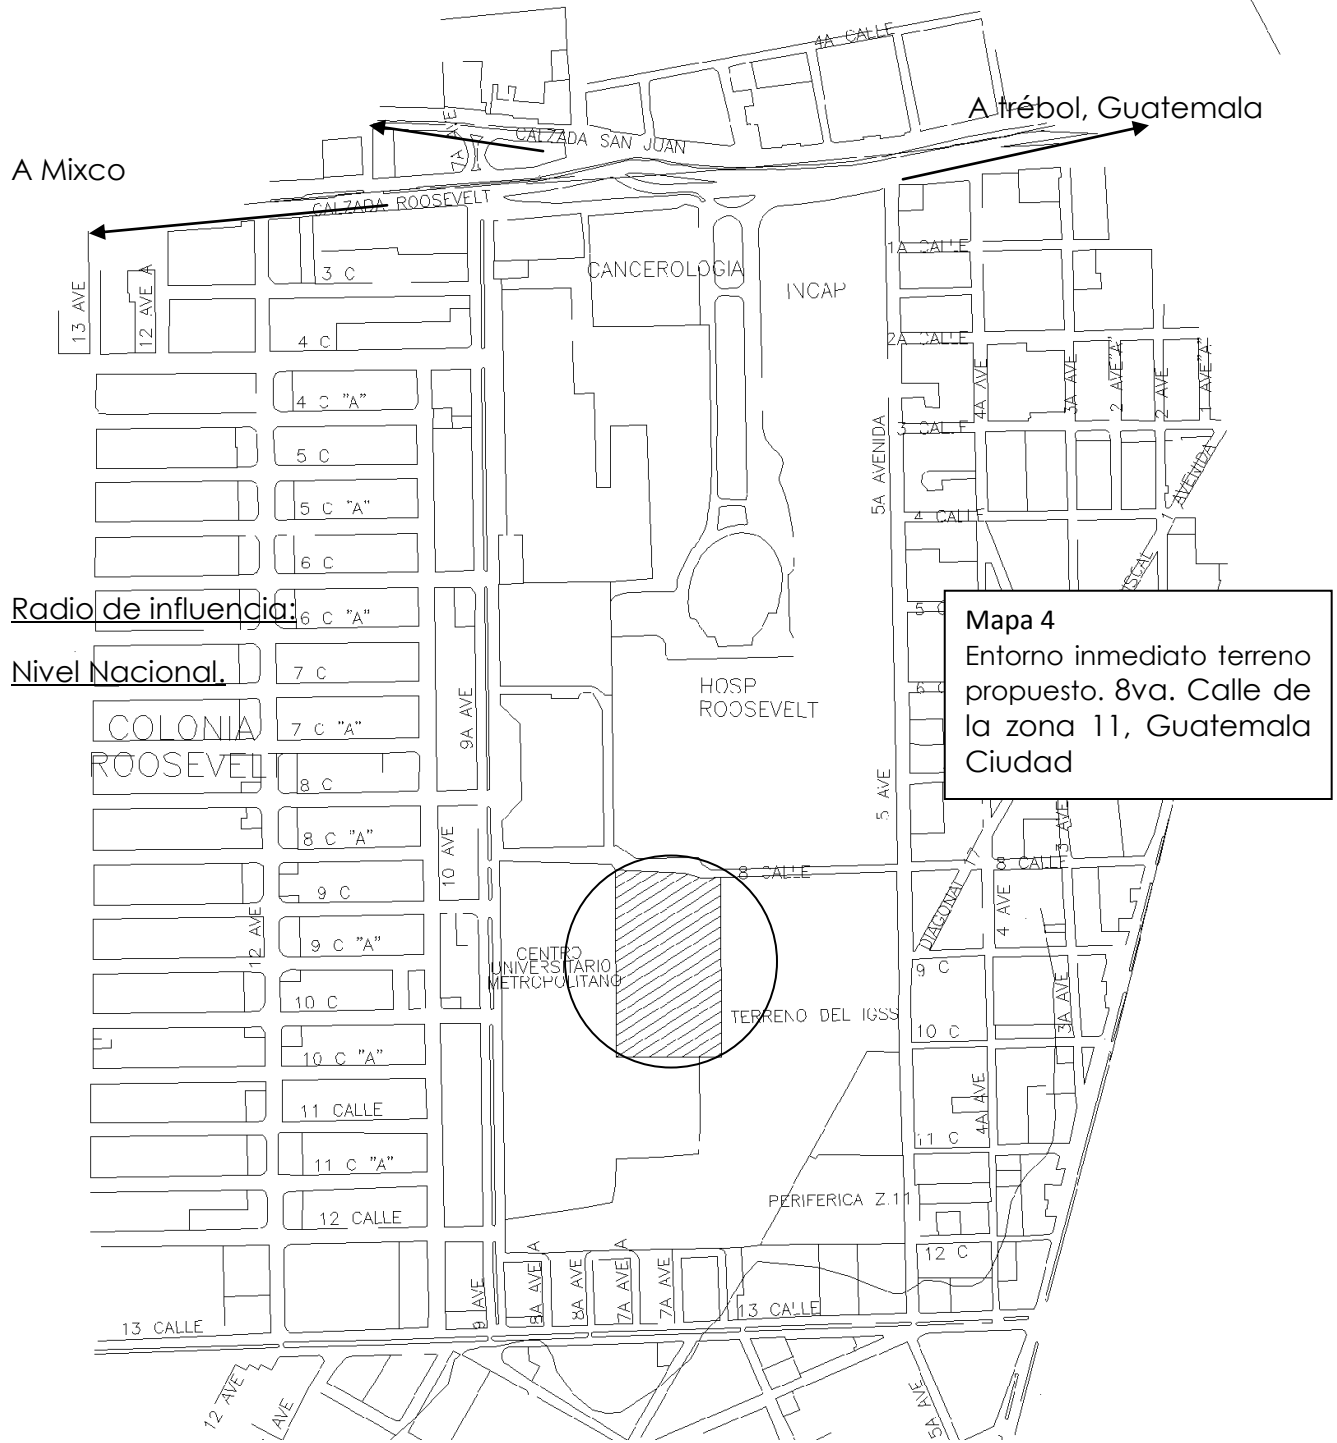 4A CALLE
A trébol, Guatemala
7A AVE
CALZADA SAN JUAN
A Mixco
CALZADA ROOSEVELT
1A CALLE
CANCEROLOGIA
3 C
INCAP
13 AVE
12 AVE A
4 C
2A CALLE
4A AVE
3A AVE
2 AVE"A"
2 AVE
1 AVE"A"
4 C "A"
3 CALLE
5 C
5A AVENIDA
1 AVENIDA
5 C "A"
4 CALLE
6 C
Radio de influencia:
6 C "A"
5 C
Mapa 4
Entorno inmediato terreno
propuesto. 8va. Calle de
la zona 11, Guatemala
Ciudad
Nivel Nacional.
7 C
HOSP
ROOSEVELT
6 C
9A AVE
COLONIA
ROOSEVELT
7 C "A"
8 C
5 AVE
8 C "A"
3 AVE
10 AVE
8 CALLE
8 CALLE
9 C
DIAGONAL 17
4 AVE
12 AVE
9 C "A"
CENTRO
UNIVERSITARIO
METROPOLITANO
9 C
10 C
TERRENO DEL IGSS
10 C
3A AVE
10 C "A"
11 CALLE
4A AVE
11 C
11 C "A"
PERIFERICA Z.11
12 CALLE
12 C
9 AVE
8A AVE A
7A AVE A
8A AVE
7A AVE
13 CALLE
13 CALLE
12 AVE
AVE
5A AVE